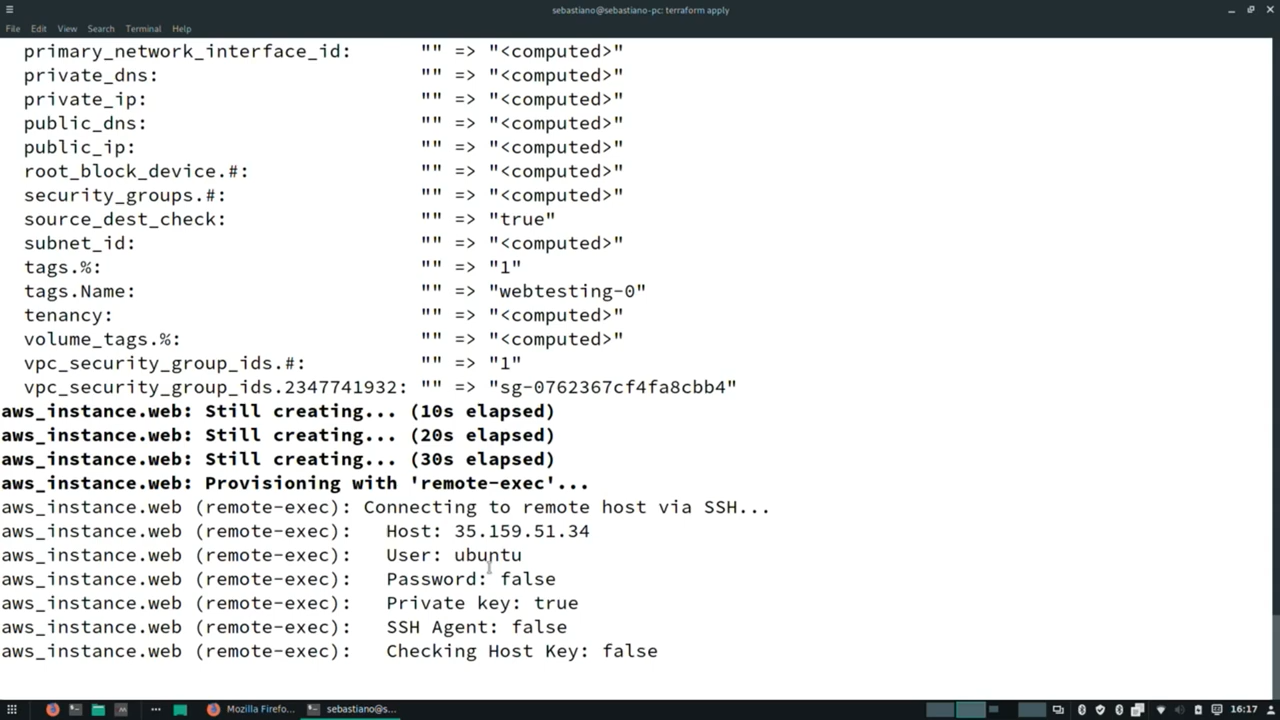 sebastiano@sebastiano-pc: terraform apply
File Edit View Search Terminal Help
primary_network_interface_id: "" => "<computed>"
private_dns: "" => "<computed>"
private_ip: "" => "<computed>"
public_dns: "" => "<computed>"
public_ip: "" => "<computed>"
root_block_device.#: "" => "<computed>"
security_groups.#: "" => "<computed>"
source_dest_check: "" => "true"
subnet_id: "" => "<computed>"
tags.%: "" => "1"
tags.Name: "" => "webtesting-0"
tenancy: "" => "<computed>"
volume_tags.%: "" => "<computed>"
vpc_security_group_ids.#: "" => "1"
vpc_security_group_ids.2347741932: "" => "sg-0762367cf4fa8cbb4"
aws_instance.web: Still creating... (10s elapsed)
aws_instance.web: Still creating... (20s elapsed)
aws_instance.web: Still creating... (30s elapsed)
aws_instance.web: Provisioning with 'remote-exec'...
aws_instance.web (remote-exec): Connecting to remote host via SSH...
aws_instance.web (remote-exec): Host: 35.159.51.34
aws_instance.web (remote-exec): User: ubuntu
aws_instance.web (remote-exec): Password: false
aws_instance.web (remote-exec): Private key: true
aws_instance.web (remote-exec): SSH Agent: false
aws_instance.web (remote-exec): Checking Host Key: false
Mozilla Firefo... sebastiano@s... 16:17